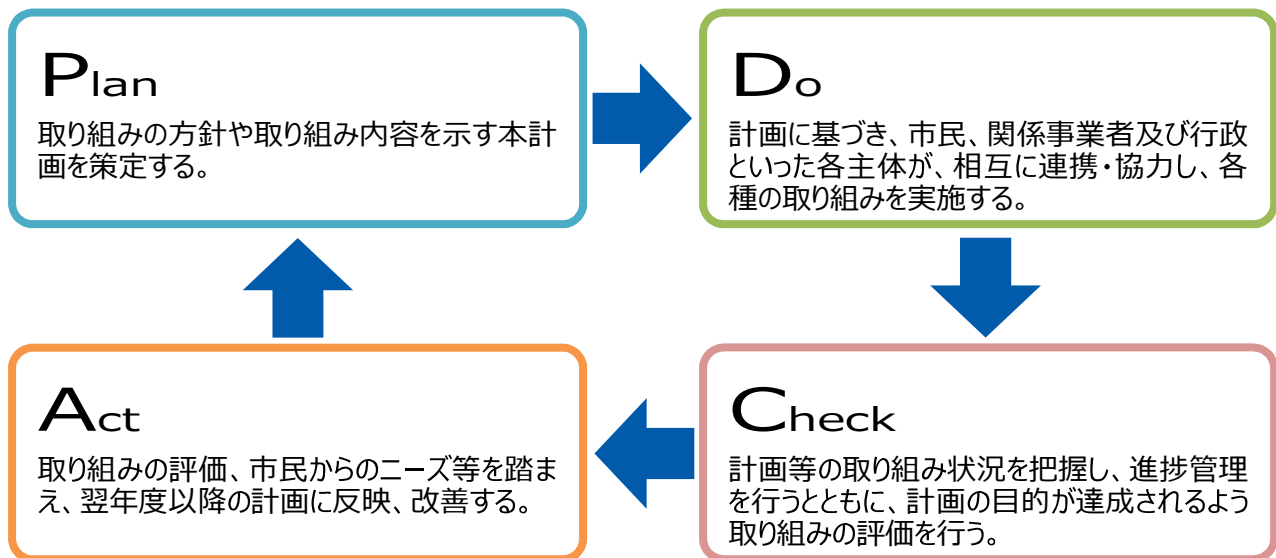 Plan
取り組みの方針や取り組み内容を示す本計
画を策定する。
Do
計画に基づき、市民、関係事業者及び行政
といった各主体が、相互に連携・協力し、各
種の取り組みを実施する。
Act
取り組みの評価、市民からのニーズ等を踏ま
え、翌年度以降の計画に反映、改善する。
Check
計画等の取り組み状況を把握し、進捗管理
を行うとともに、計画の目的が達成されるよう
取り組みの評価を行う。